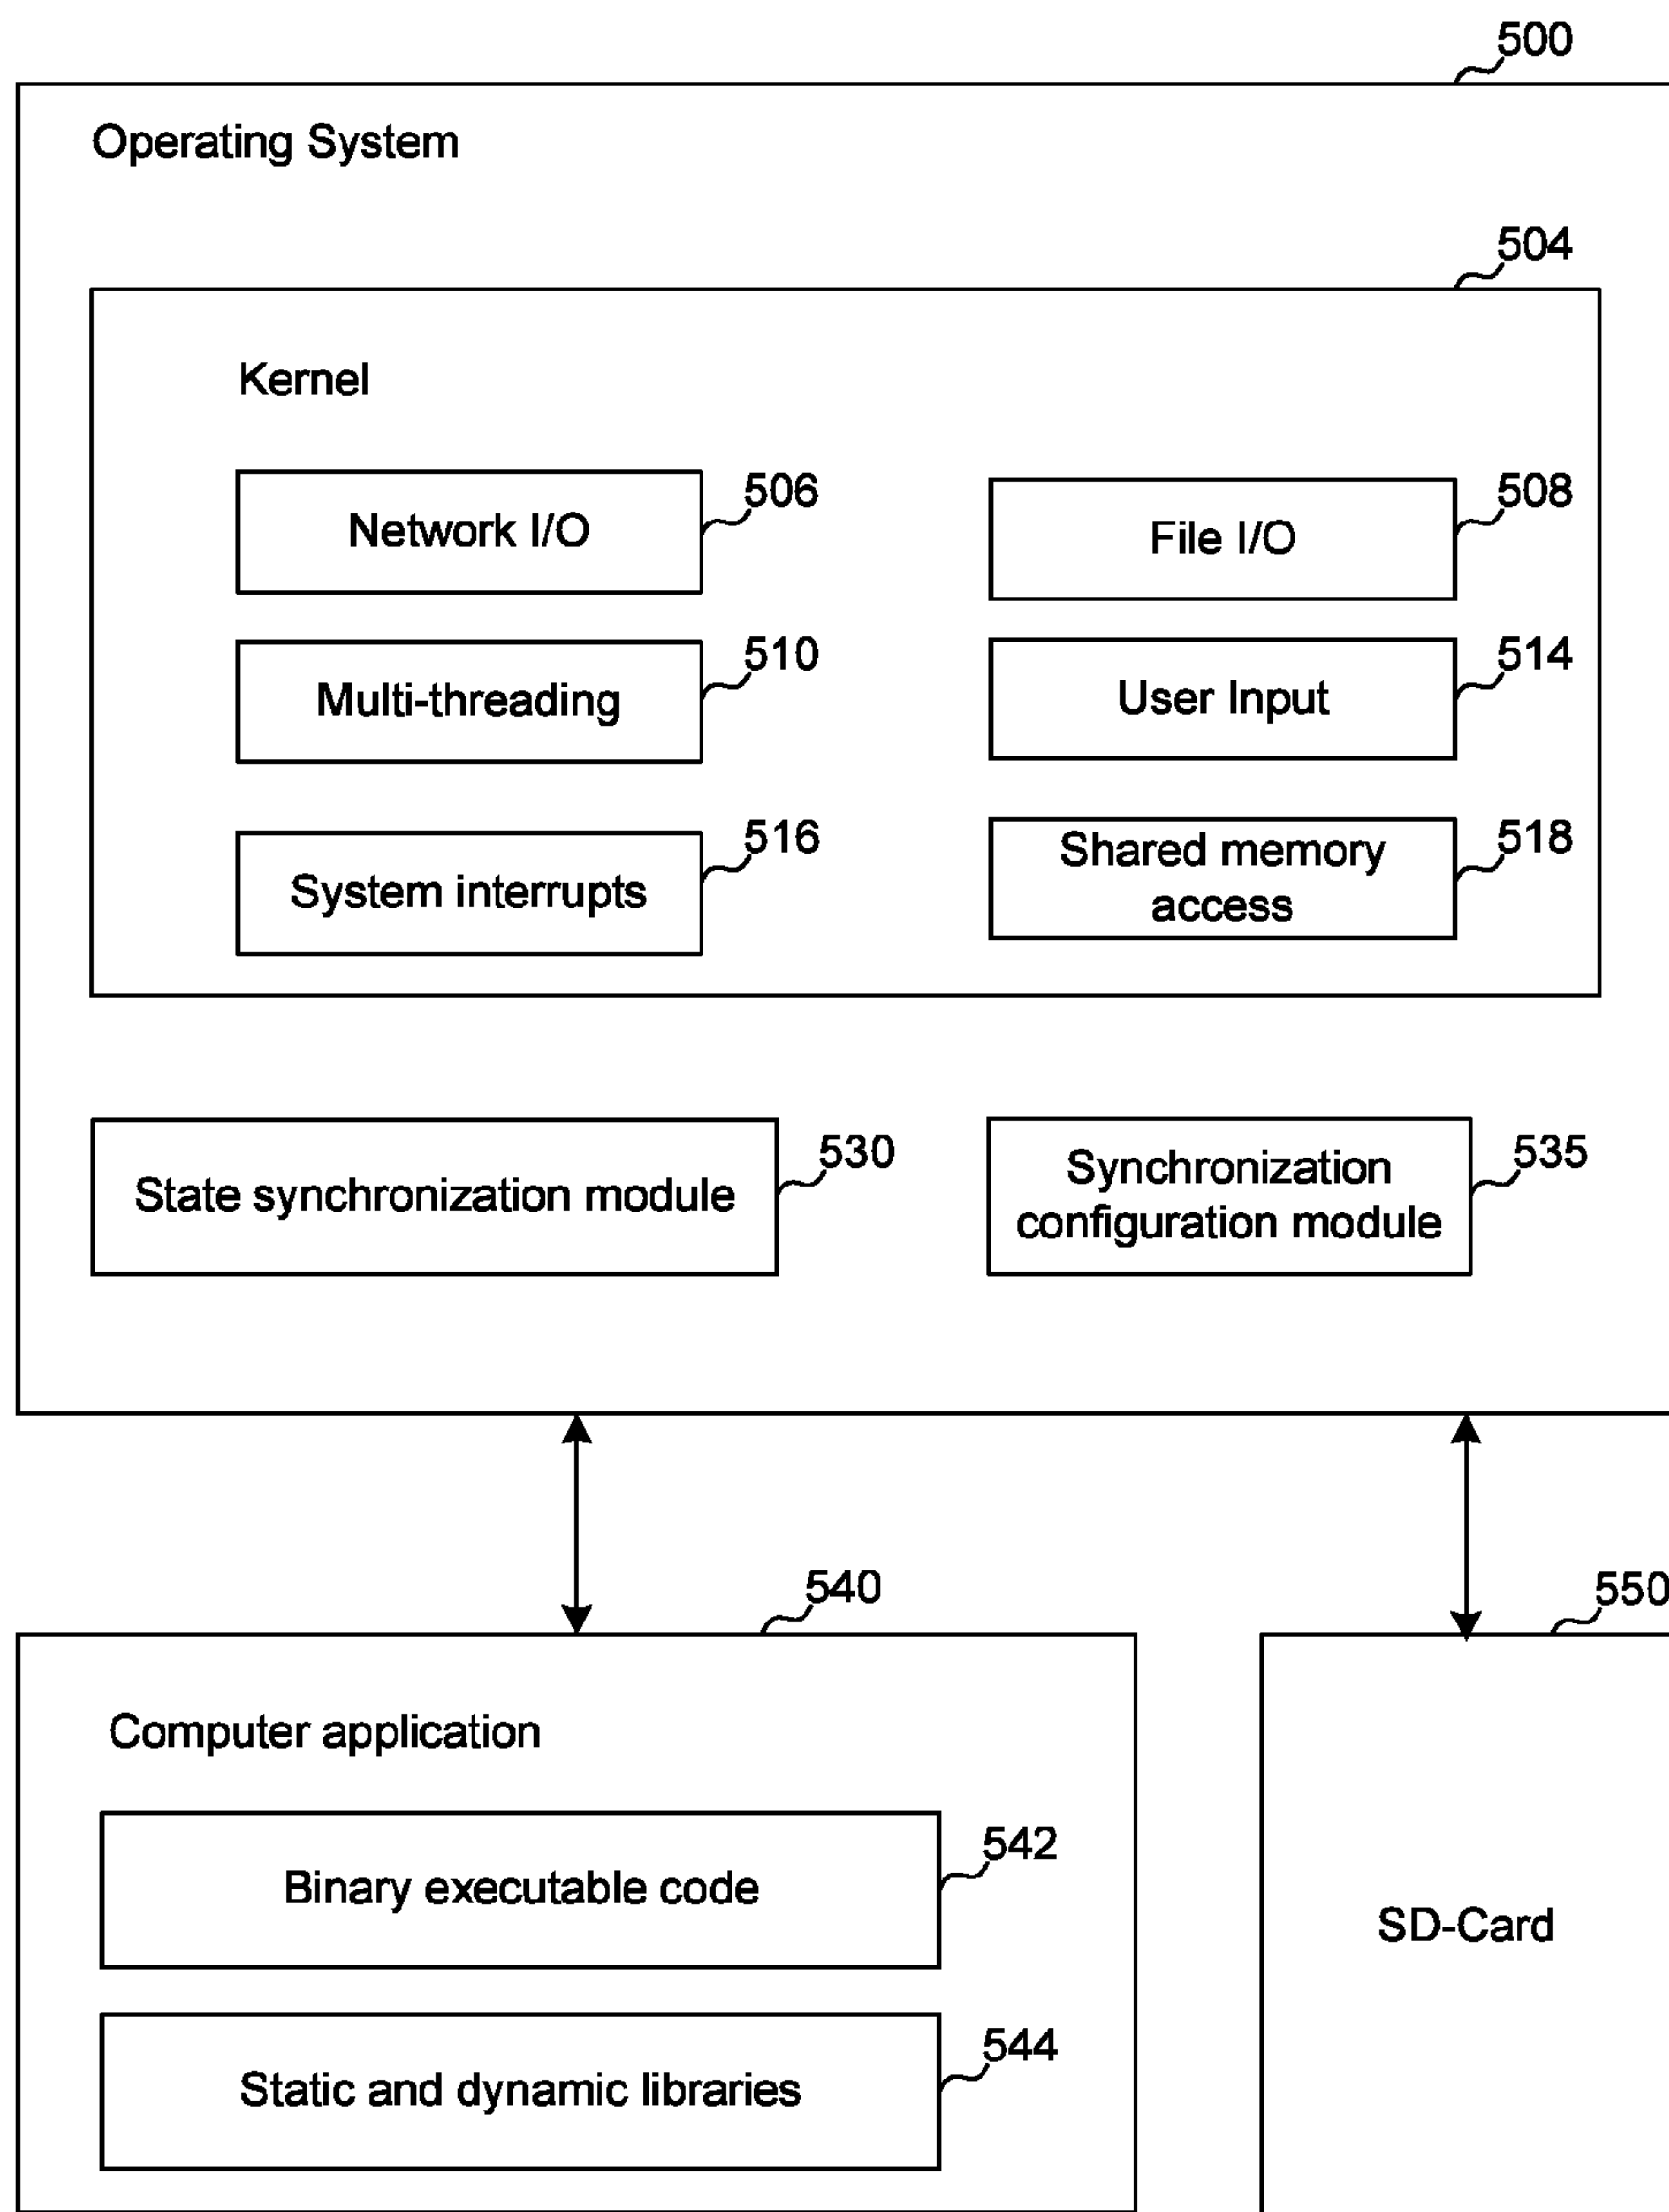 500
Operating System
504
Kernel
Network I/O
506
File I/O
508
Multi-threading
510
User Input
514
System interrupts
516
Shared memory
access
518
State synchronization module
530
Synchronization
configuration module
535
540
550
Computer application
Binary executable code
542
SD-Card
Static and dynamic libraries
544